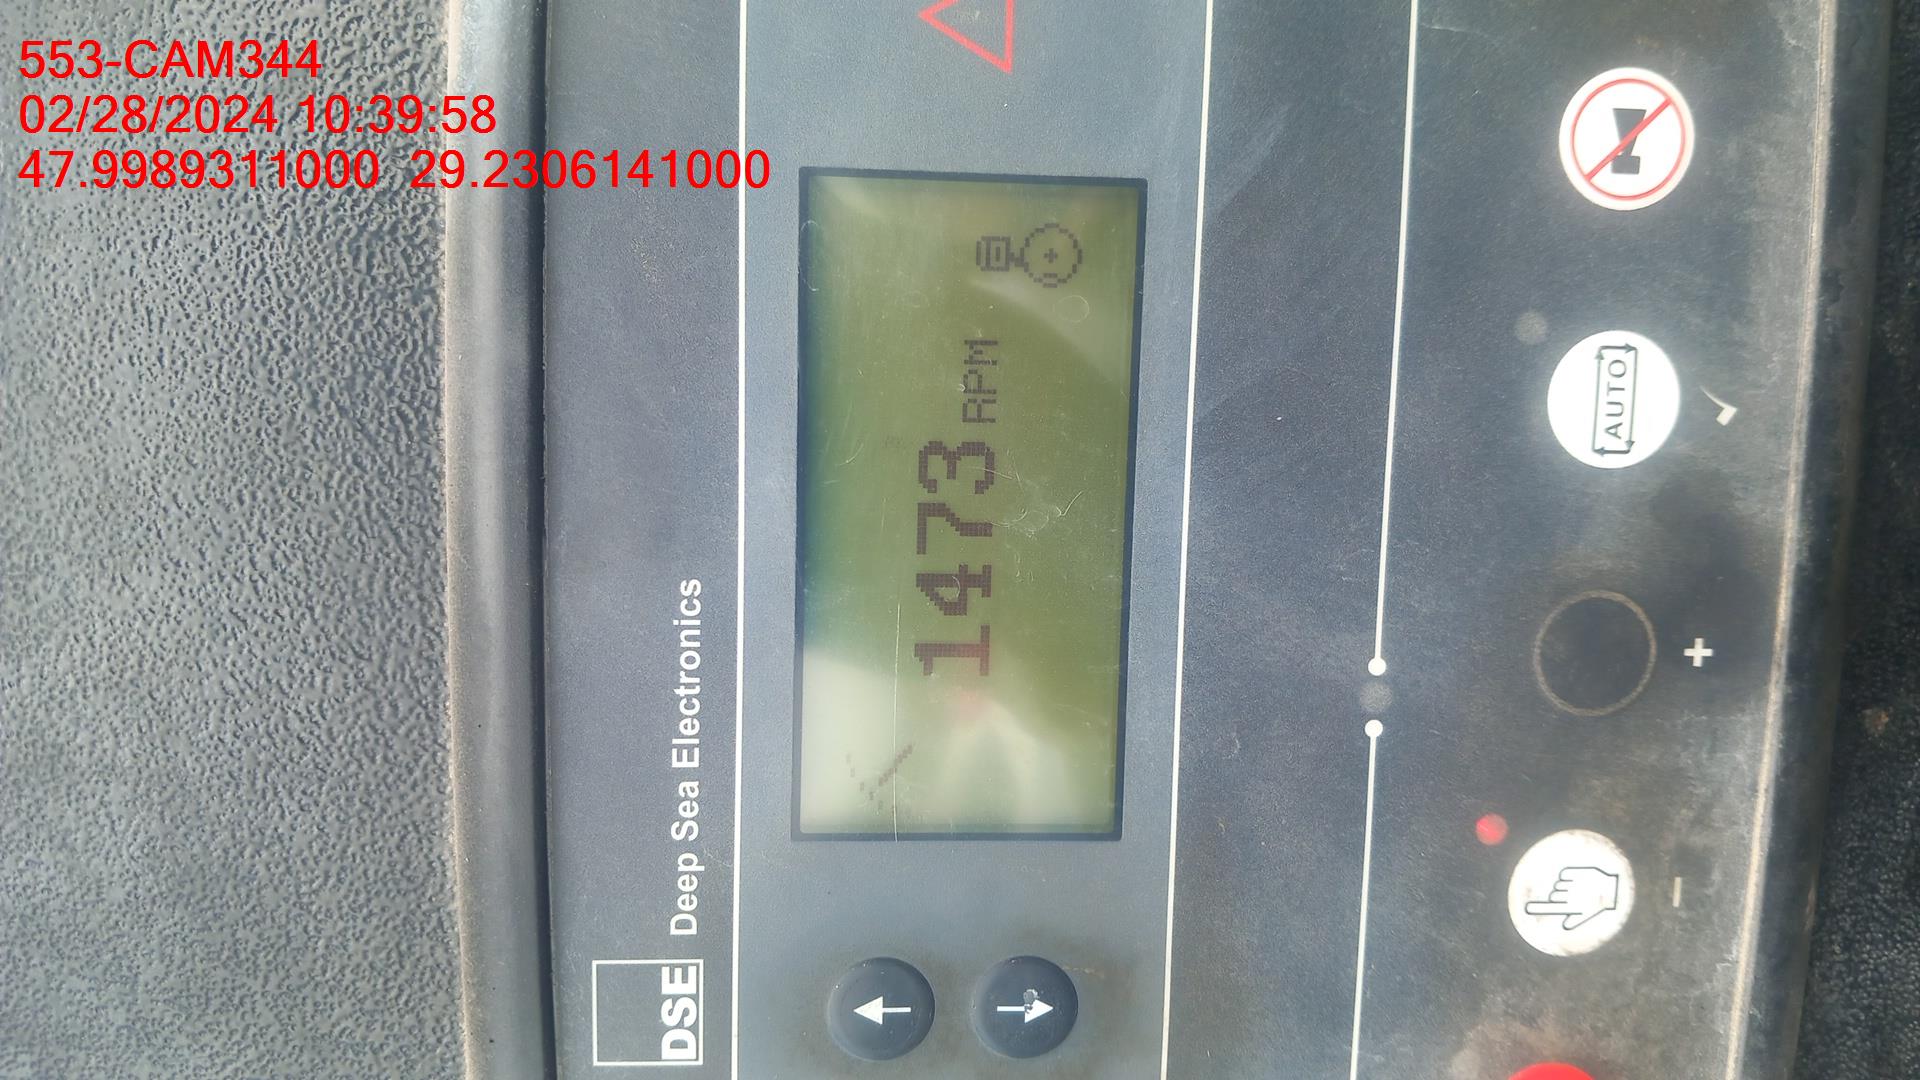 553-CAM344
02/28/2024 10:39:58
47.9989311000 29.2306141000
DSE Deep Sea Electronics
1473 RPM
AUTO
+
-